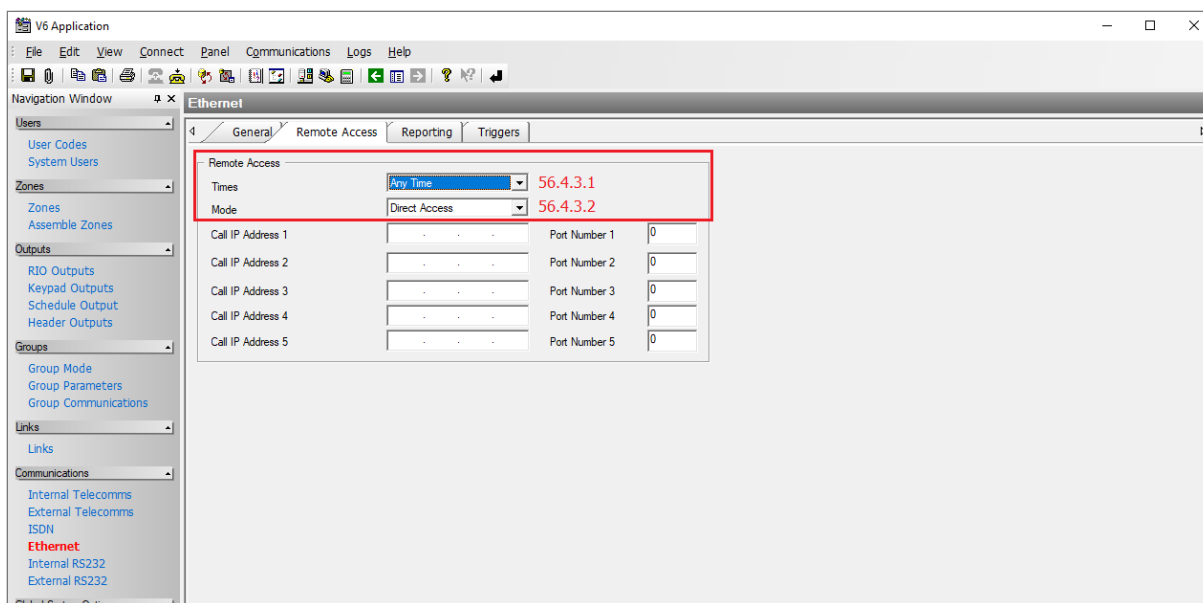 V6 Application
File Edit View Connect Panel Communications Logs Help
Navigation Window
Ethernet
Users
User Codes
System Users
Zones
Zones
Assemble Zones
Outputs
RIO Outputs
Keypad Outputs
Schedule Output
Header Outputs
Groups
Group Mode
Group Parameters
Group Communications
Links
Links
Communications
Internal Telecomms
External Telecomms
ISDN
Ethernet
Internal RS232
External RS232
General Remote Access Reporting Triggers
Remote Access
Times Any Time 56.4.3.1
Mode Direct Access 56.4.3.2
Call IP Address 1 . . . Port Number 1 0
Call IP Address 2 . . . Port Number 2 0
Call IP Address 3 . . . Port Number 3 0
Call IP Address 4 . . . Port Number 4 0
Call IP Address 5 . . . Port Number 5 0